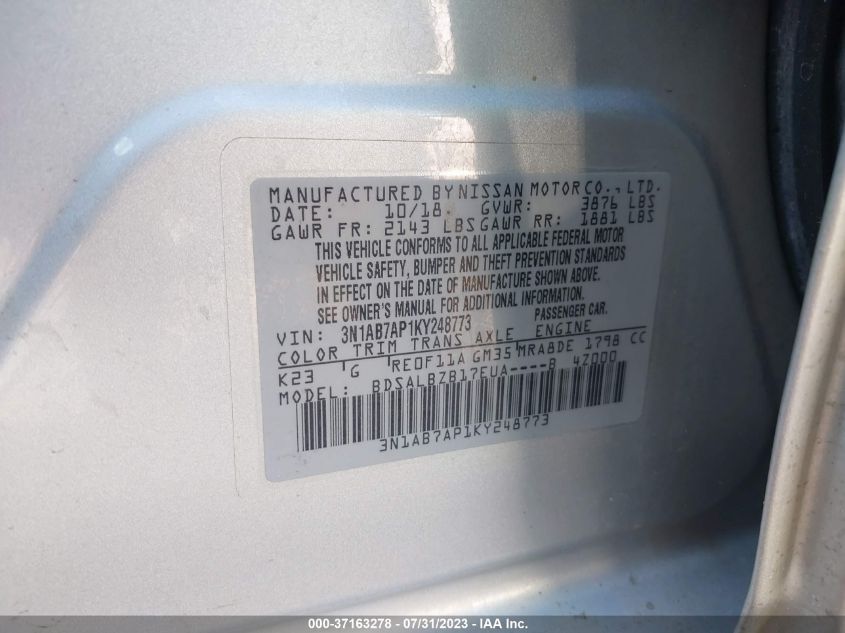 MANUFACTURED BY NISSAN MOTOR CO., LTD.
DATE: 10/18 GVWR: 3876 LBS
GAWR FR: 2143 LBS GAWR RR: 1881 LBS
THIS VEHICLE CONFORMS TO ALL APPLICABLE FEDERAL MOTOR
VEHICLE SAFETY, BUMPER AND THEFT PREVENTION STANDARDS
IN EFFECT ON THE DATE OF MANUFACTURE SHOWN ABOVE.
SEE OWNER'S MANUAL FOR ADDITIONAL INFORMATION.
VIN: 3N1AB7AP1KY248773 PASSENGER CAR.
COLOR TRIM TRANS AXLE ENGINE
K23 G RE0F11A GM35 MRA8DE 1798 CC
MODEL: BDSALBZB17EUA----B 4Z000
3N1AB7AP1KY248773
000-37163278 - 07/31/2023 - IAA Inc.